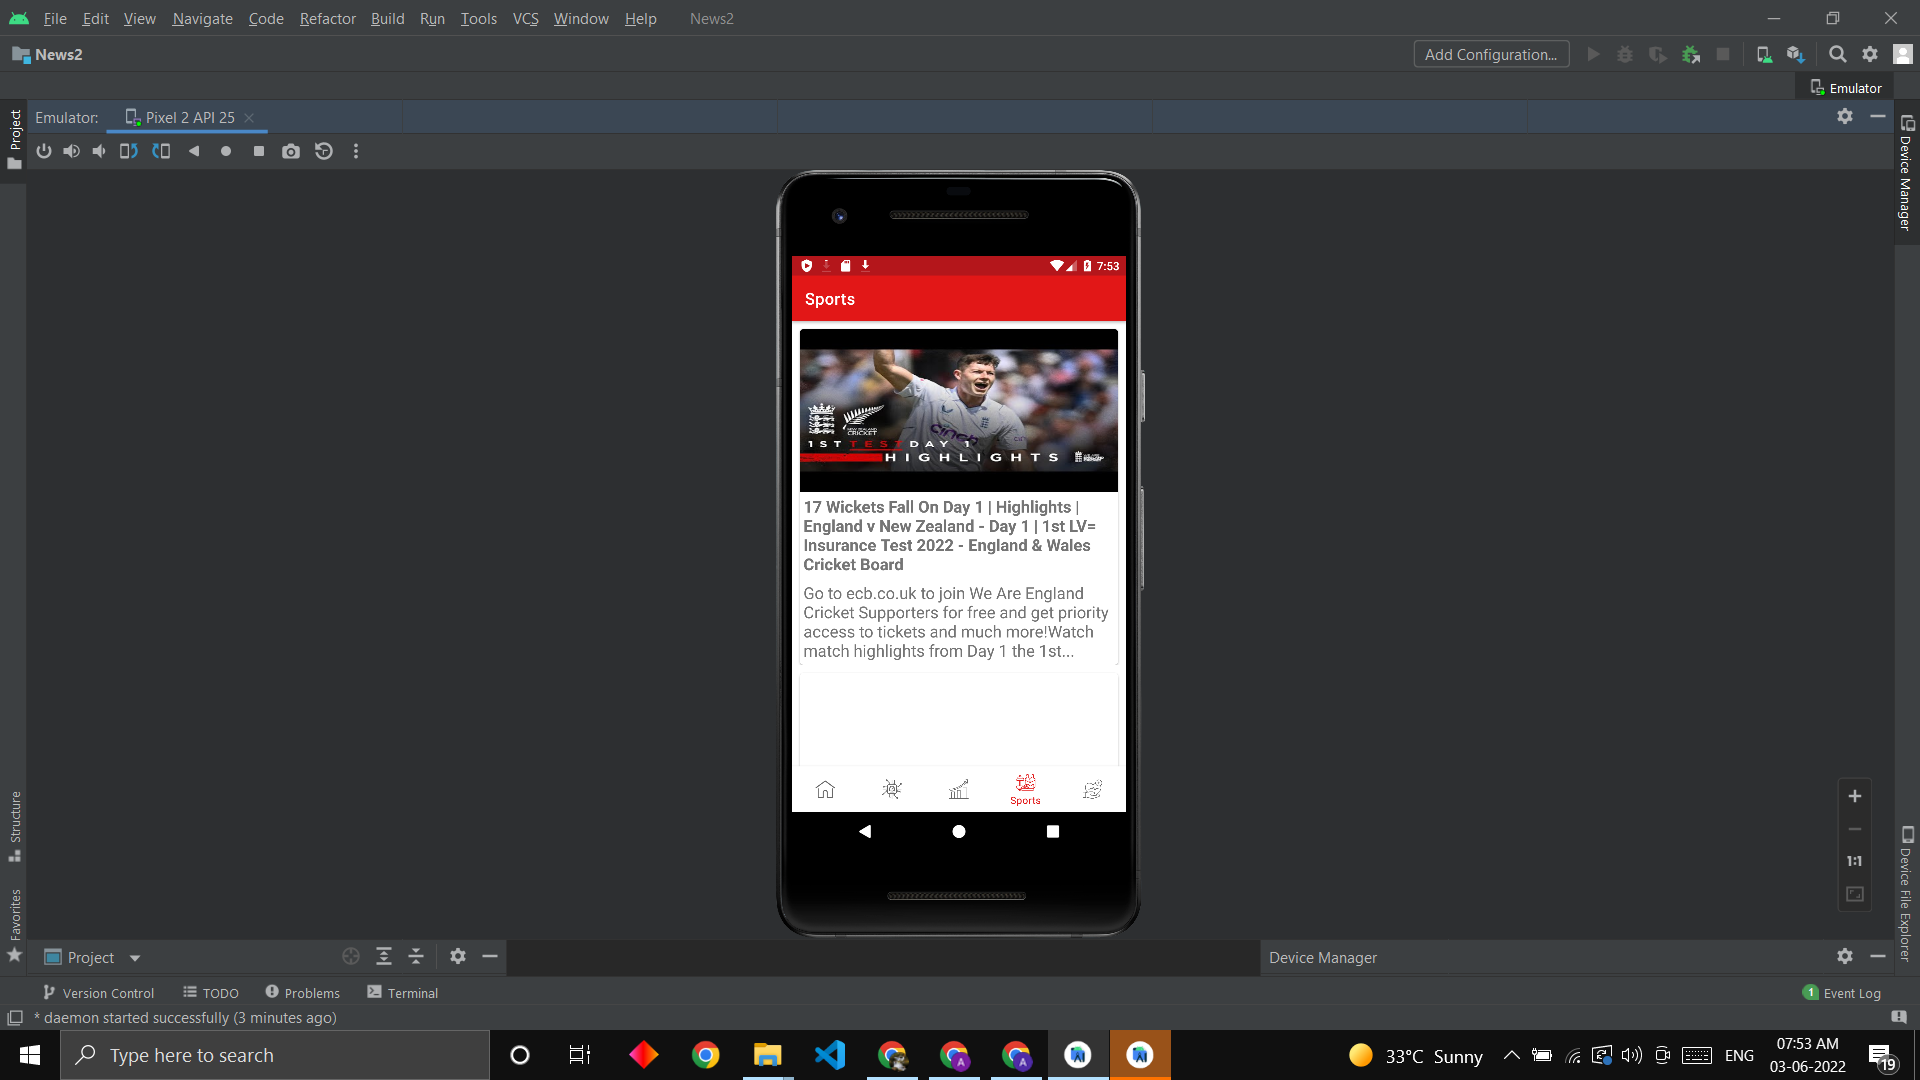 File Edit View Navigate Code Refactor Build Run Tools VCS Window Help News2
News2
Add Configuration...
Emulator
Emulator: Pixel 2 API 25
Project
Device Manager
7:53
Sports
CRICKET
cinch
1ST TEST DAY 1
HIGHLIGHTS
17 Wickets Fall On Day 1 | Highlights |
England v New Zealand - Day 1 | 1st LV=
Insurance Test 2022 - England & Wales
Cricket Board
Go to ecb.co.uk to join We Are England
Cricket Supporters for free and get priority
access to tickets and much more!Watch
match highlights from Day 1 the 1st...
Sports
1:1
Structure
Favorites
Device File Explorer
Project
Device Manager
Version Control TODO Problems Terminal
1 Event Log
* daemon started successfully (3 minutes ago)
Type here to search
33°C Sunny
ENG
07:53 AM
03-06-2022
19